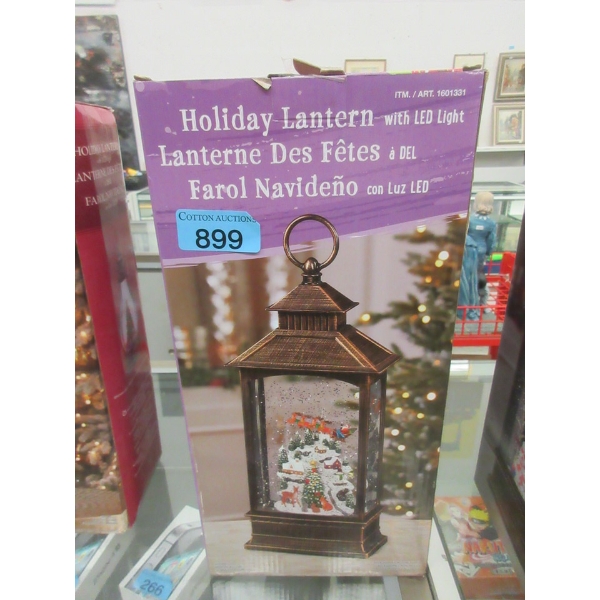 ITM. / ART. 1601331
Holiday Lantern with LED Light
Lanterne Des Fêtes à DEL
Farol Navideño con Luz LED
COTTON AUCTIONS
899
266